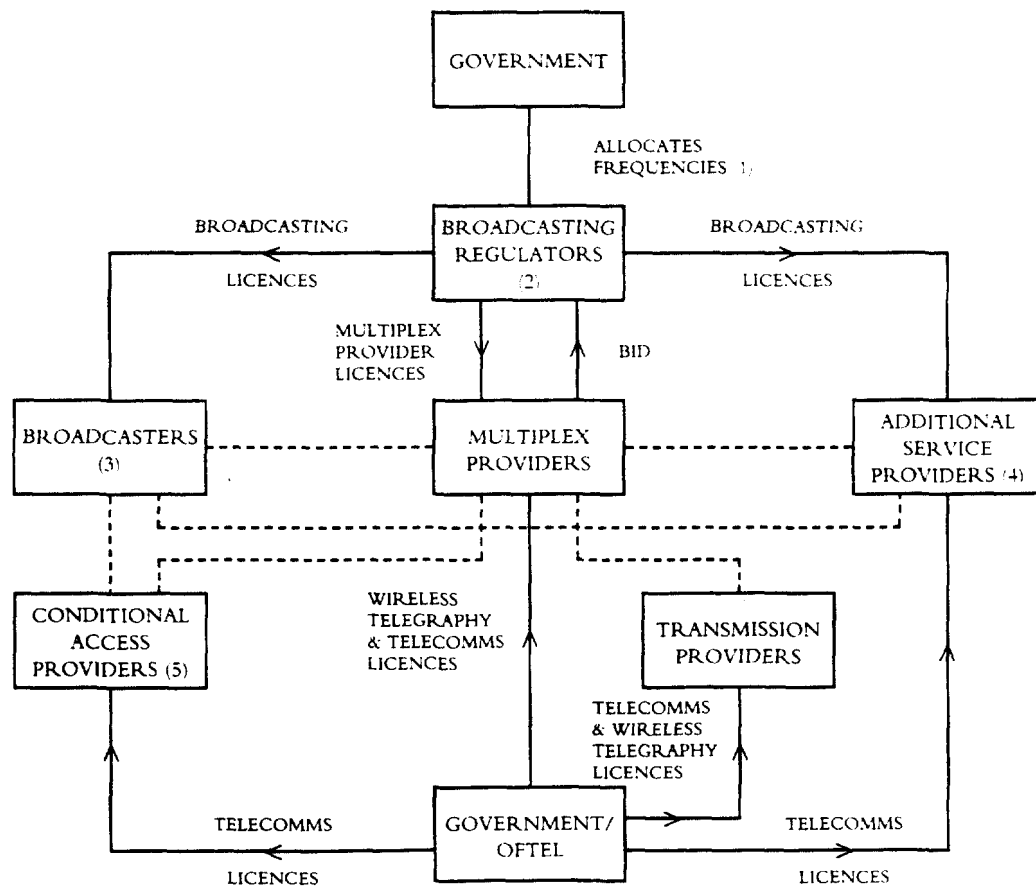 GOVERNMENT
ALLOCATES
FREQUENCIES 1)
BROADCASTING
LICENCES
BROADCASTING
REGULATORS
(2)
BROADCASTING
LICENCES
MULTIPLEX
PROVIDER
LICENCES
BID
BROADCASTERS
(3)
MULTIPLEX
PROVIDERS
ADDITIONAL
SERVICE
PROVIDERS (4)
CONDITIONAL
ACCESS
PROVIDERS (5)
WIRELESS
TELEGRAPHY
& TELECOMMS
LICENCES
TRANSMISSION
PROVIDERS
TELECOMMS
& WIRELESS
TELEGRAPHY
LICENCES
TELECOMMS
LICENCES
GOVERNMENT/
OFTEL
TELECOMMS
LICENCES